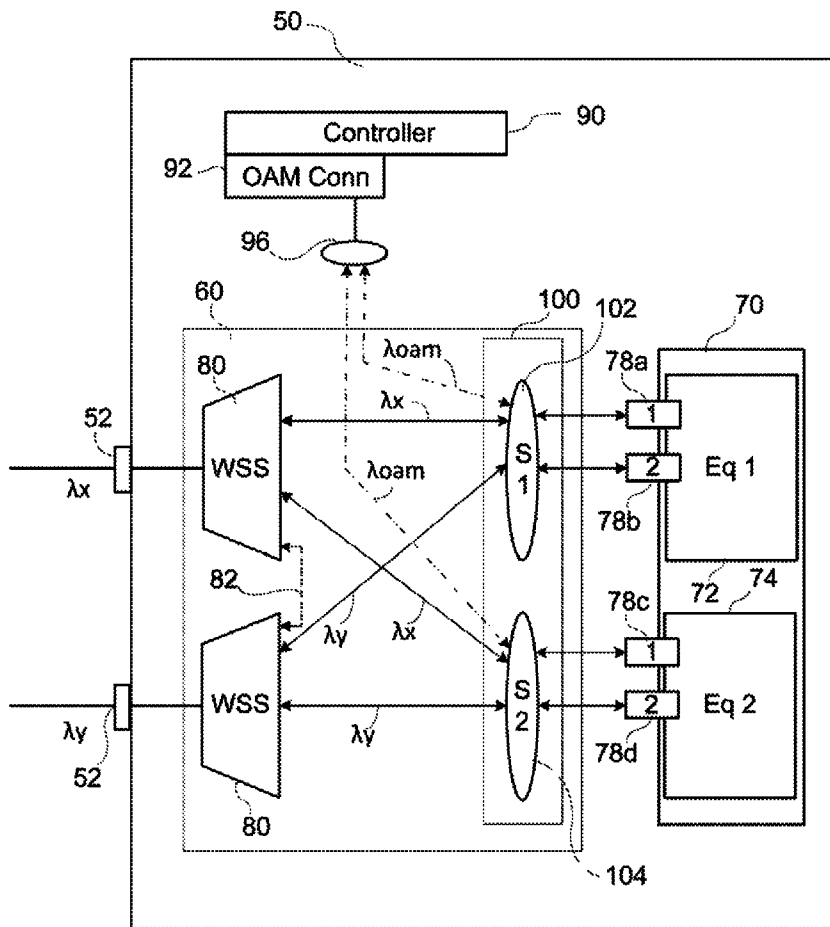 50
Controller
90
92
OAM Conn
96
60
100
102
70
80
λoam
78a
λx
1
52
S
1
WSS
Eq 1
λx
λoam
2
78b
82
72
74
λy
λx
78c
1
S
2
WSS
Eq 2
2
λy
λy
52
78d
80
104